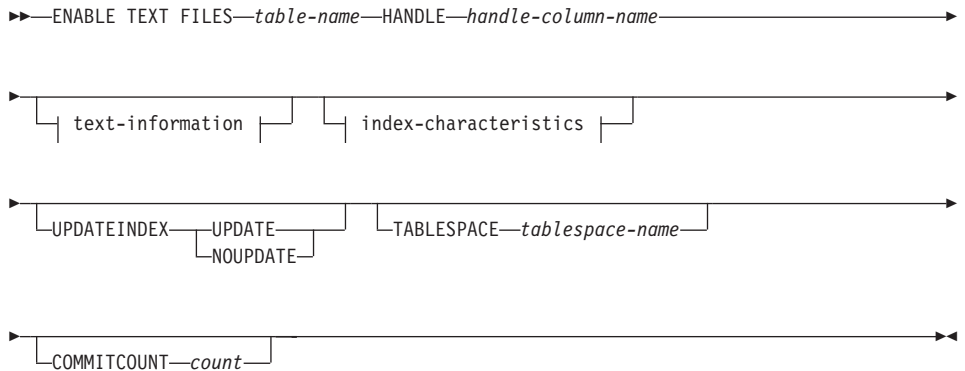 ENABLE TEXT FILES table-name HANDLE handle-column-name
text-information index-characteristics
UPDATEINDEX UPDATE TABLESPACE tablespace-name
NOUPDATE
COMMITCOUNT count